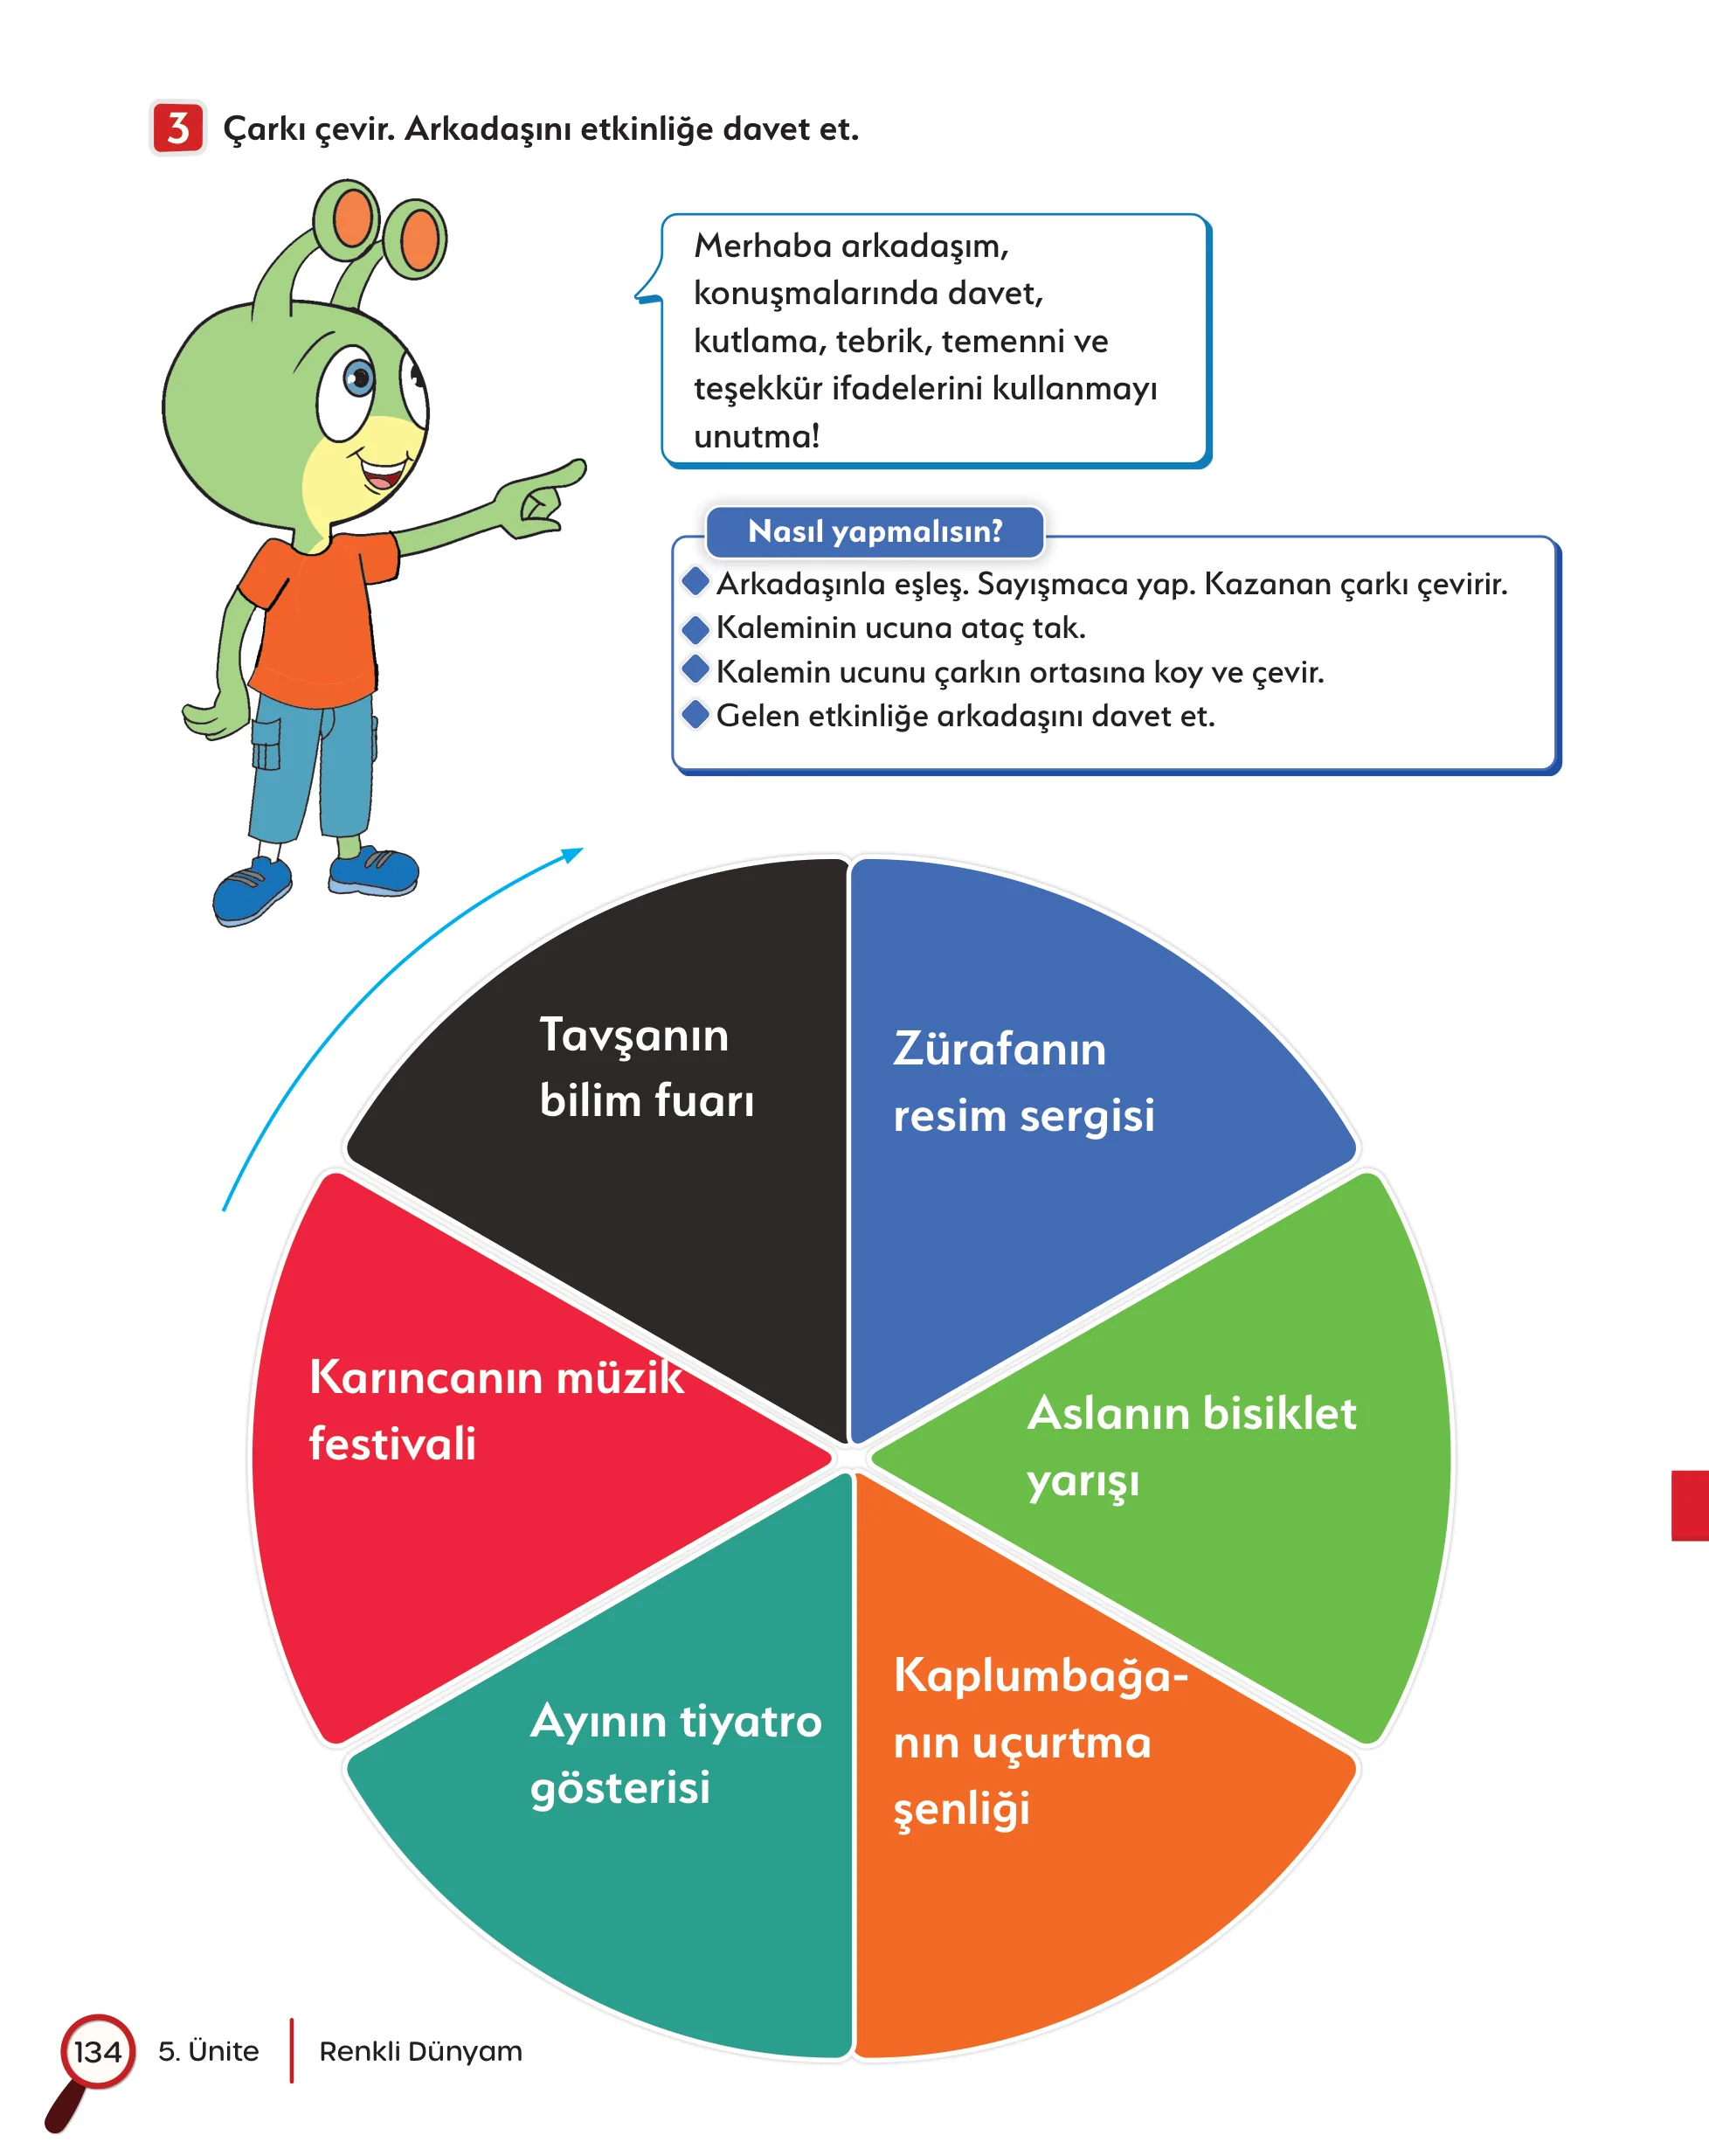 3 Çarkı çevir. Arkadaşını etkinliğe davet et.
Merhaba arkadaşım,
konuşmalarında davet,
kutlama, tebrik, temenni ve
teşekkür ifadelerini kullanmayı
unutma!
Nasıl yapmalısın?
Arkadaşınla eşleş. Sayışmaca yap. Kazanan çarkı çevirir.
Kaleminin ucuna ataç tak.
Kalemin ucunu çarkın ortasına koy ve çevir.
Gelen etkinliğe arkadaşını davet et.
Tavşanın
bilim fuarı
Zürafanın
resim sergisi
Karıncanın müzik
festivali
Aslanın bisiklet
yarışı
Ayının tiyatro
gösterisi
Kaplumbağa-
nın uçurtma
şenliği
134 5. Ünite Renkli Dünyam